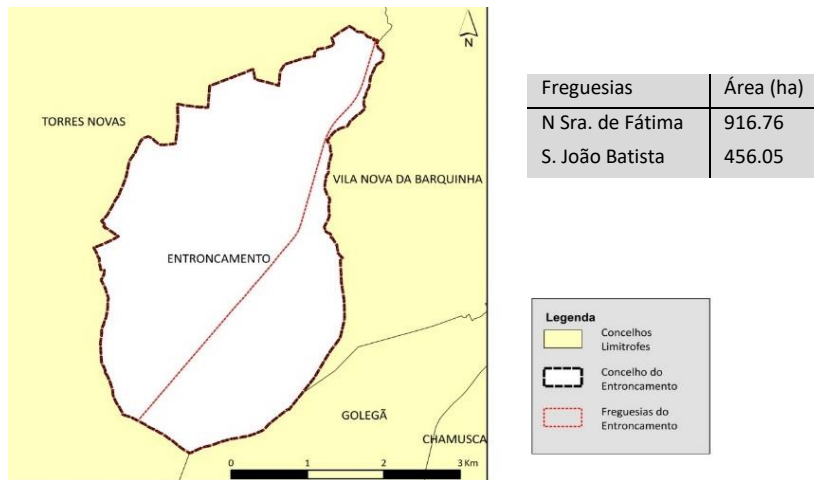 N
TORRES NOVAS
VILA NOVA DA BARQUINHA
ENTRONCAMENTO
GOLEGÃ
CHAMUSCA
0 1 2 3 Km
Freguesias Área (ha)
N Sra. de Fátima 916.76
S. João Batista 456.05
Legenda
Concelhos
Limitrofes
Concelho do
Entroncamento
Freguesias do
Entroncamento